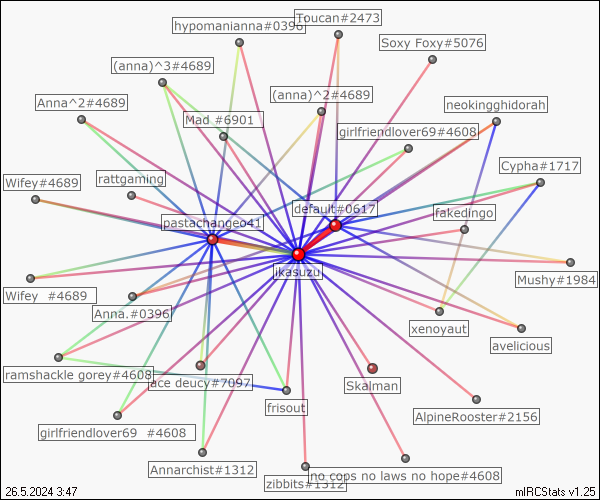 Toucan#2473
hypomanianna#0396
Soxy Foxy#5076
(anna)^3#4689
(anna)^2#4689
Anna^2#4689
neokingghidorah
Mad #6901
girlfriendlover69#4608
Cypha#1717
rattgaming
Wifey#4689
default#0617
fakedingo
pastachangeo41
ikasuzu
Mushy#1984
Wifey  #4689
Anna.#0396
xenoyaut
avelicious
ramshackle gorey#4608
ace deucy#7097
Skalman
frisout
AlpineRooster#2156
girlfriendlover69  #4608
Annarchist#1312
no cops no laws no hope#4608
zibbits#1312
26.5.2024 3:47
mIRCStats v1.25